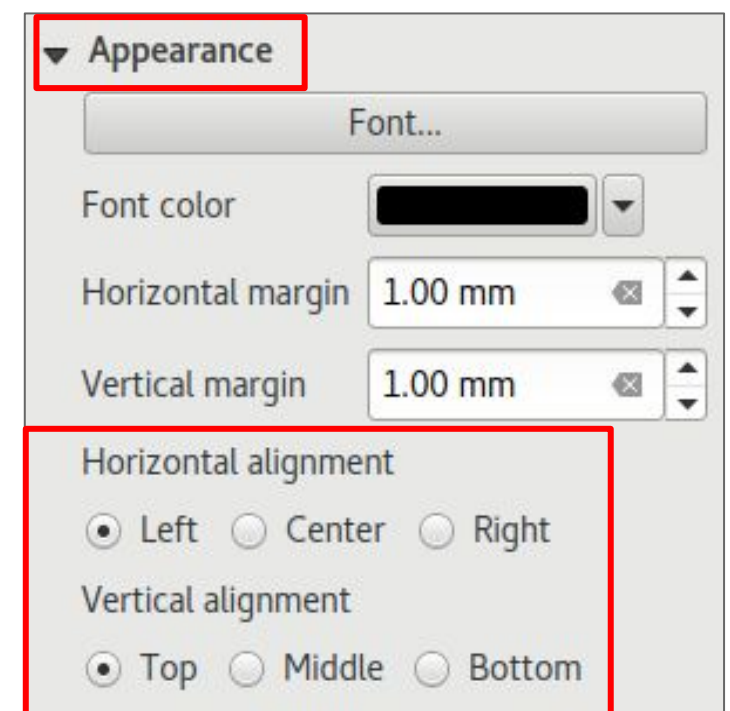 Appearance
Font...
Font color
Horizontal margin 1.00 mm
Vertical margin 1.00 mm
Horizontal alignment
Left Center Right
Vertical alignment
Top Middle Bottom